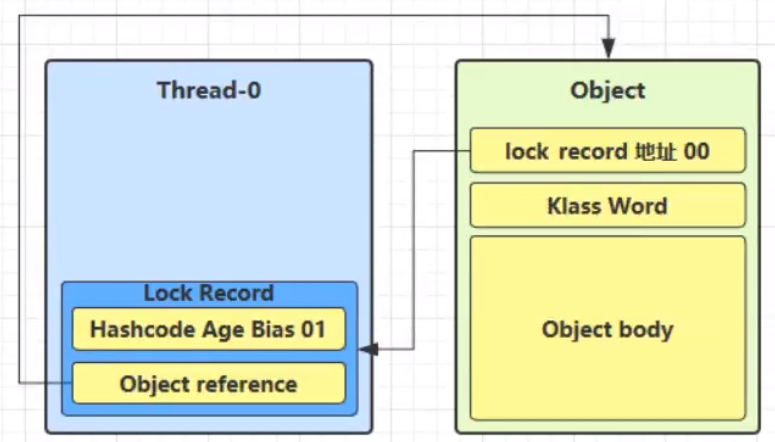 Thread-0
Lock Record
Hashcode Age Bias 01
Object reference
Object
lock record 地址 00
Klass Word
Object body